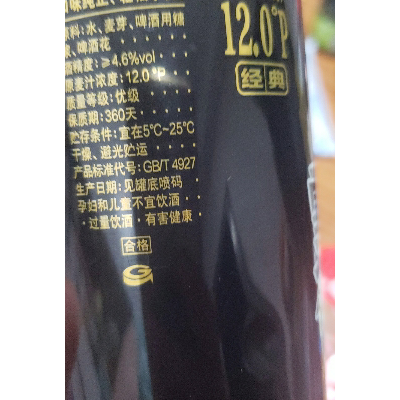 味纯正
原料：水、麦芽、啤酒用糖
、啤酒花
酒精度：≥4.6%vol
原麦汁浓度：12.0°P
质量等级：优级
保质期：360天
贮存条件：宜在5℃~25℃
干燥、避光贮运
产品标准代号：GB/T 4927
生产日期：见罐底喷码
孕妇和儿童不宜饮酒
过量饮酒，有害健康
合格
G
12.0°P
经典